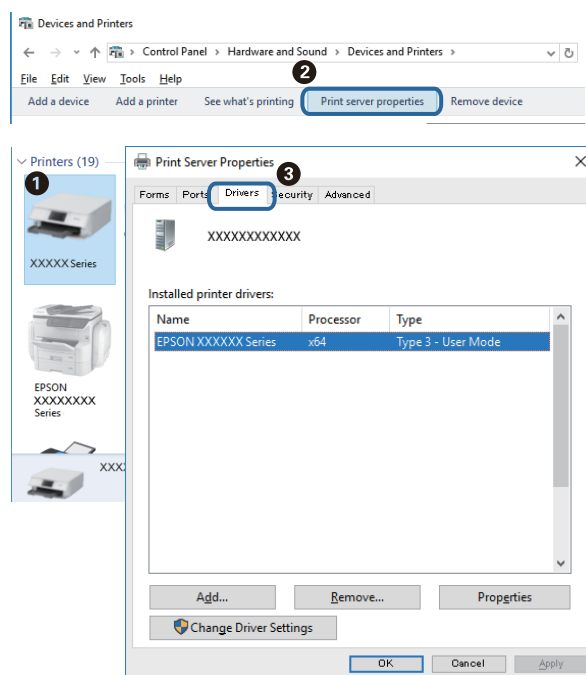 Devices and Printers
Control Panel > Hardware and Sound > Devices and Printers >
2
File Edit View Tools Help
Add a device Add a printer See what's printing Print server properties Remove device
Printers (19)
1
XXXXX Series
EPSON
XXXXXXXX
Series
XXX
Print Server Properties
3
Forms Ports Drivers Security Advanced
XXXXXXXXXXXX
Installed printer drivers:
Name Processor Type
EPSON XXXXXX Series x64 Type 3 - User Mode
Add... Remove... Properties
Change Driver Settings
OK Cancel Apply